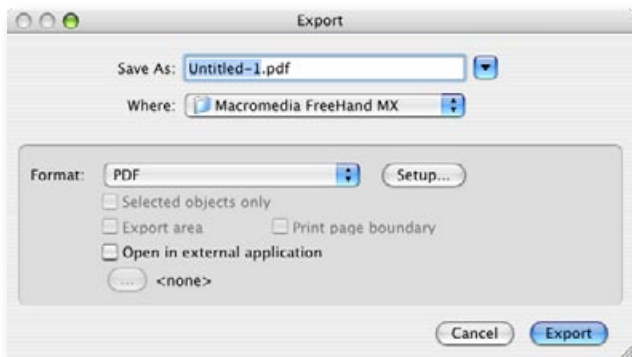 Export
Save As: Untitled-1.pdf
Where: Macromedia FreeHand MX
Format: PDF Setup...
Selected objects only
Export area Print page boundary
Open in external application
... <none>
Cancel Export